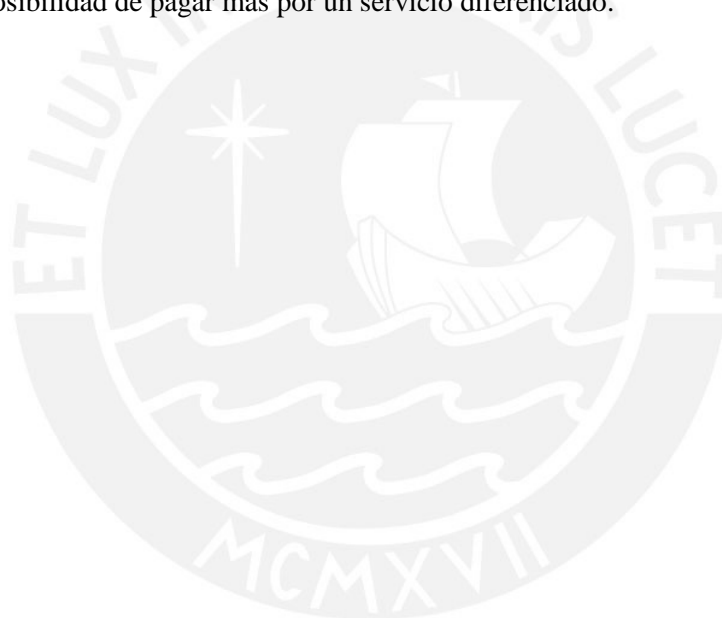 osibilidad de pagar más por un servicio diferenciado.
ET LUX
LUCET
MCMXVII